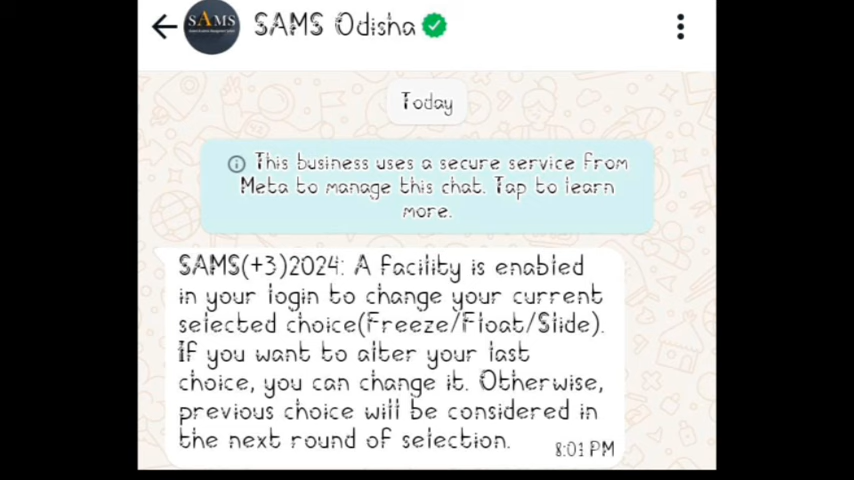 SAMS
SAMS Odisha
Today
This business uses a secure service from
Meta to manage this chat. Tap to learn
more.
SAMS(+3)2024: A facility is enabled
in your login to change your current
selected choice(Freeze/Float/Slide).
If you want to alter your last
choice, you can change it. Otherwise,
previous choice will be considered in
the next round of selection.
8:01 PM